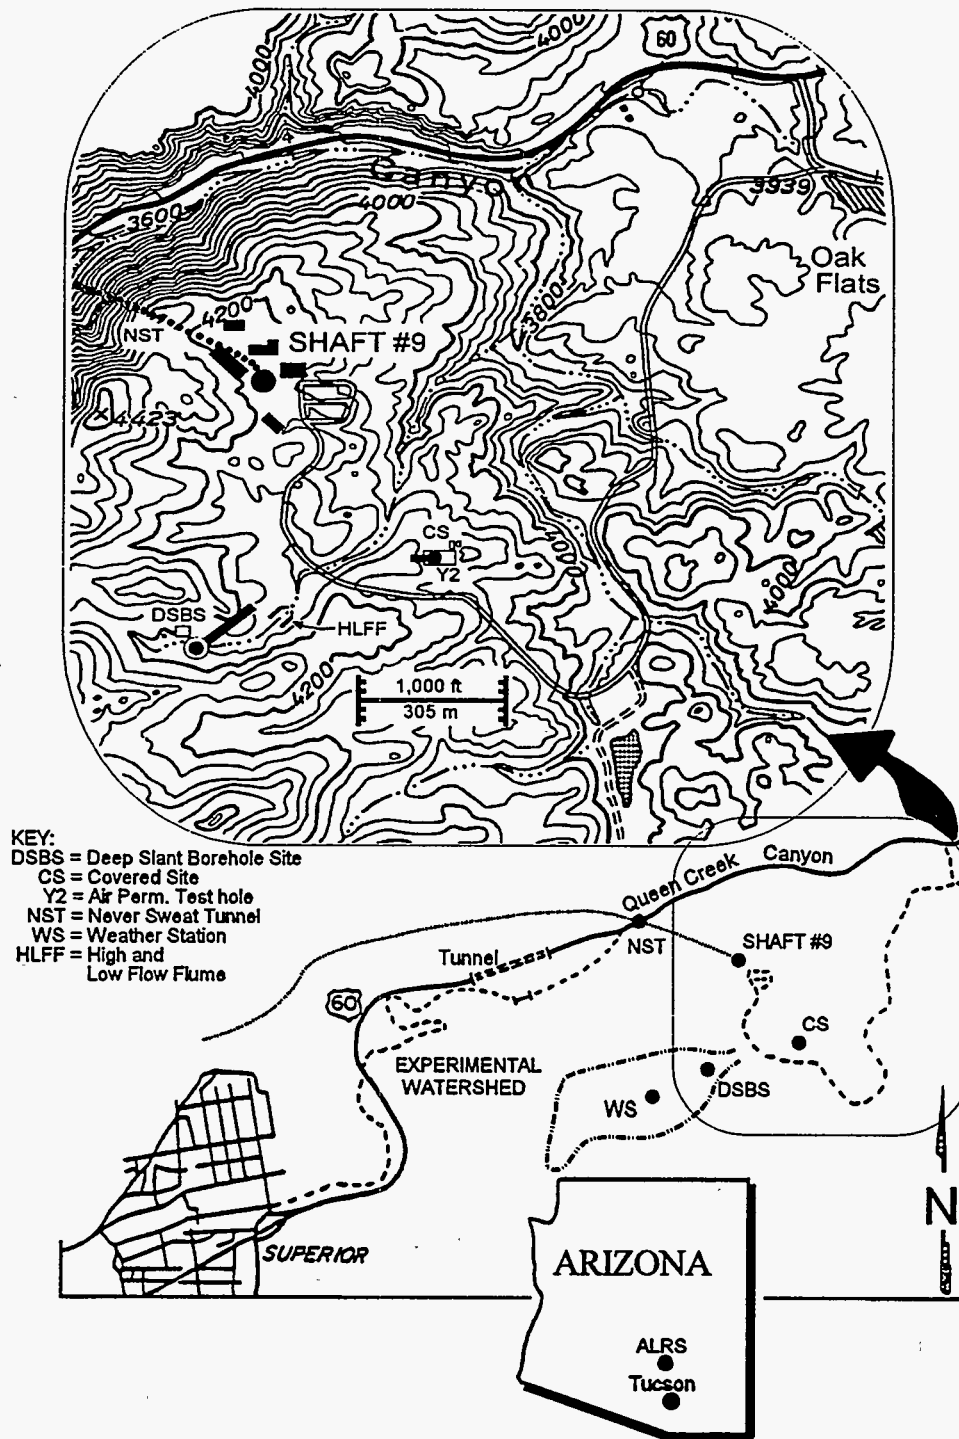 4000
4000
60
Canyo
3939
3600
4000
Oak
Flats
3800
4200
NST
SHAFT #9
×4423
CS
Y2
4000
4000
DSBS
HLFF
4200
1,000 ft
305 m
KEY:
DSBS = Deep Slant Borehole Site
CS = Covered Site
Y2 = Air Perm. Test hole
NST = Never Sweat Tunnel
WS = Weather Station
HLFF = High and
Low Flow Flume
Queen Creek Canyon
NST
SHAFT #9
Tunnel
60
CS
EXPERIMENTAL
WATERSHED
DSBS
WS
N
SUPERIOR
ARIZONA
ALRS
Tucson